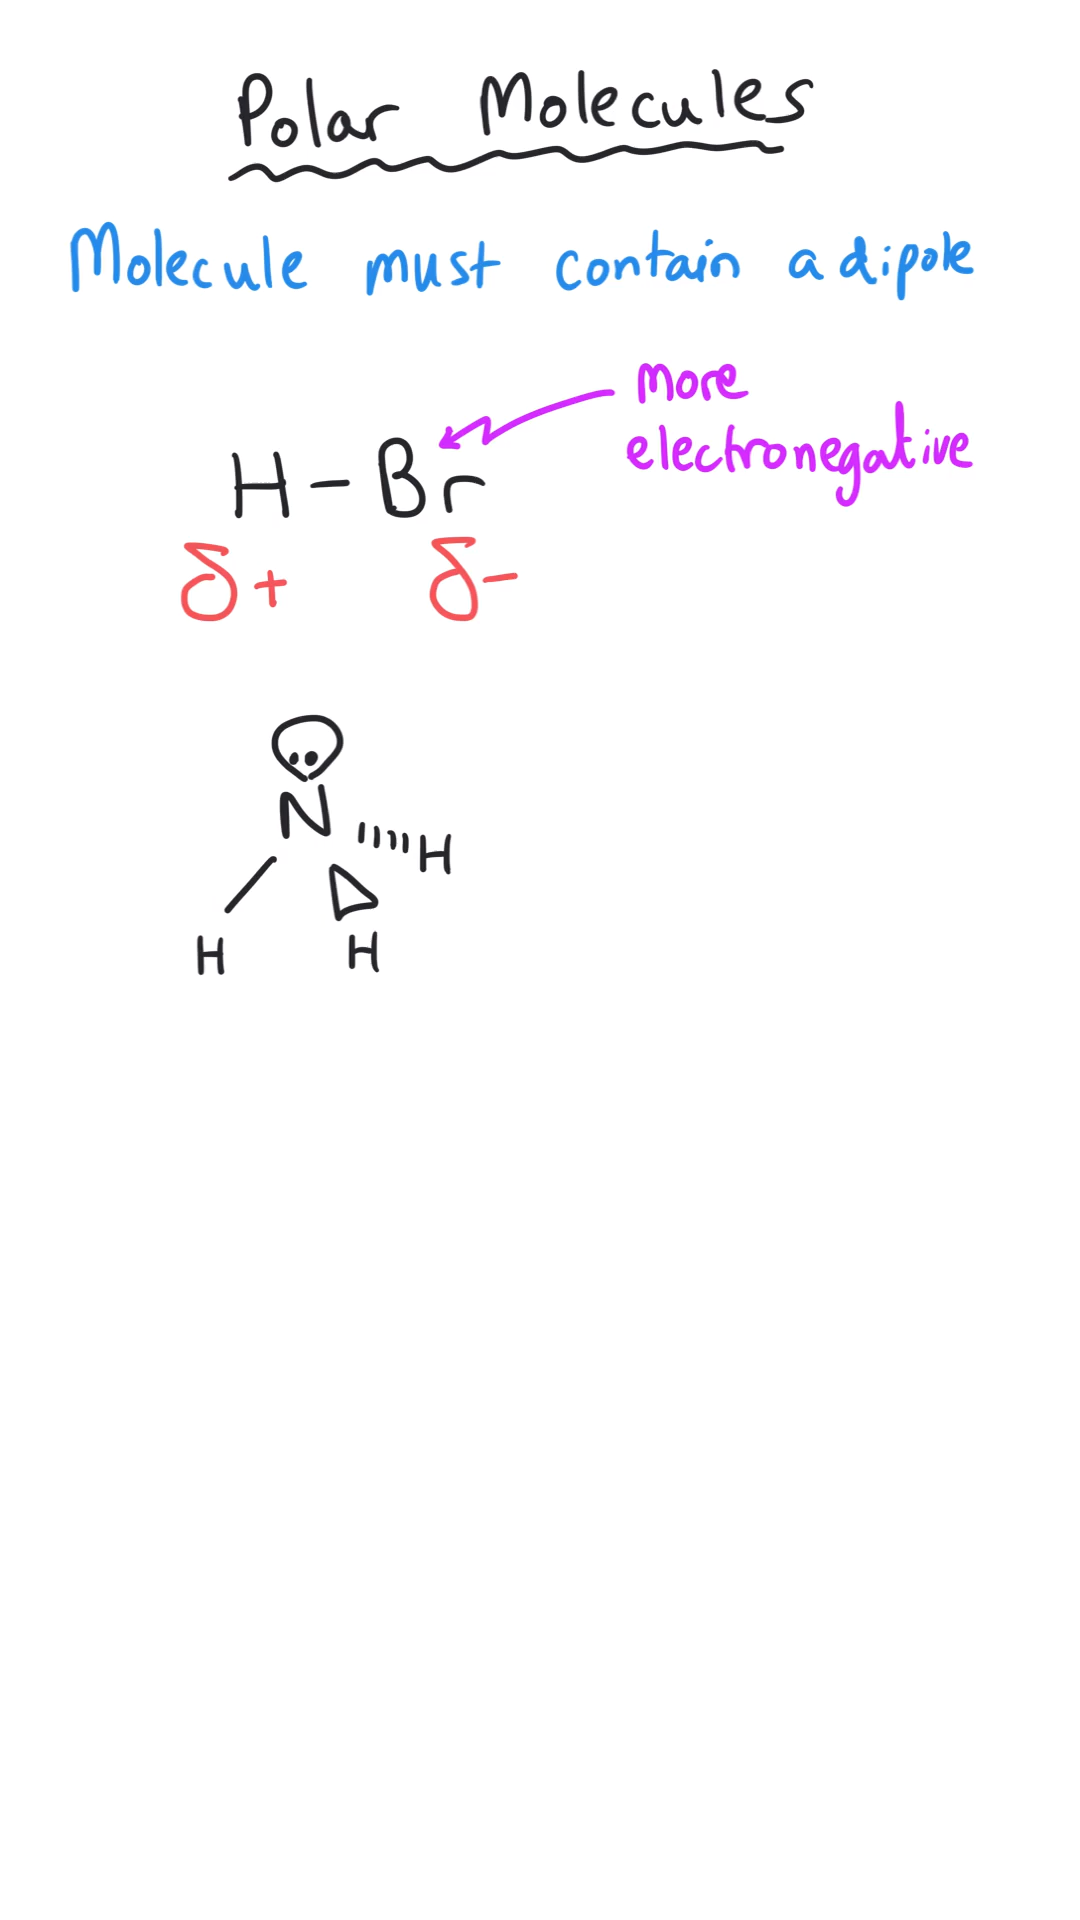 Polar Molecules
Molecule must contain a dipole
more
electronegative
H-Br
δ+ δ-
N
H
H H